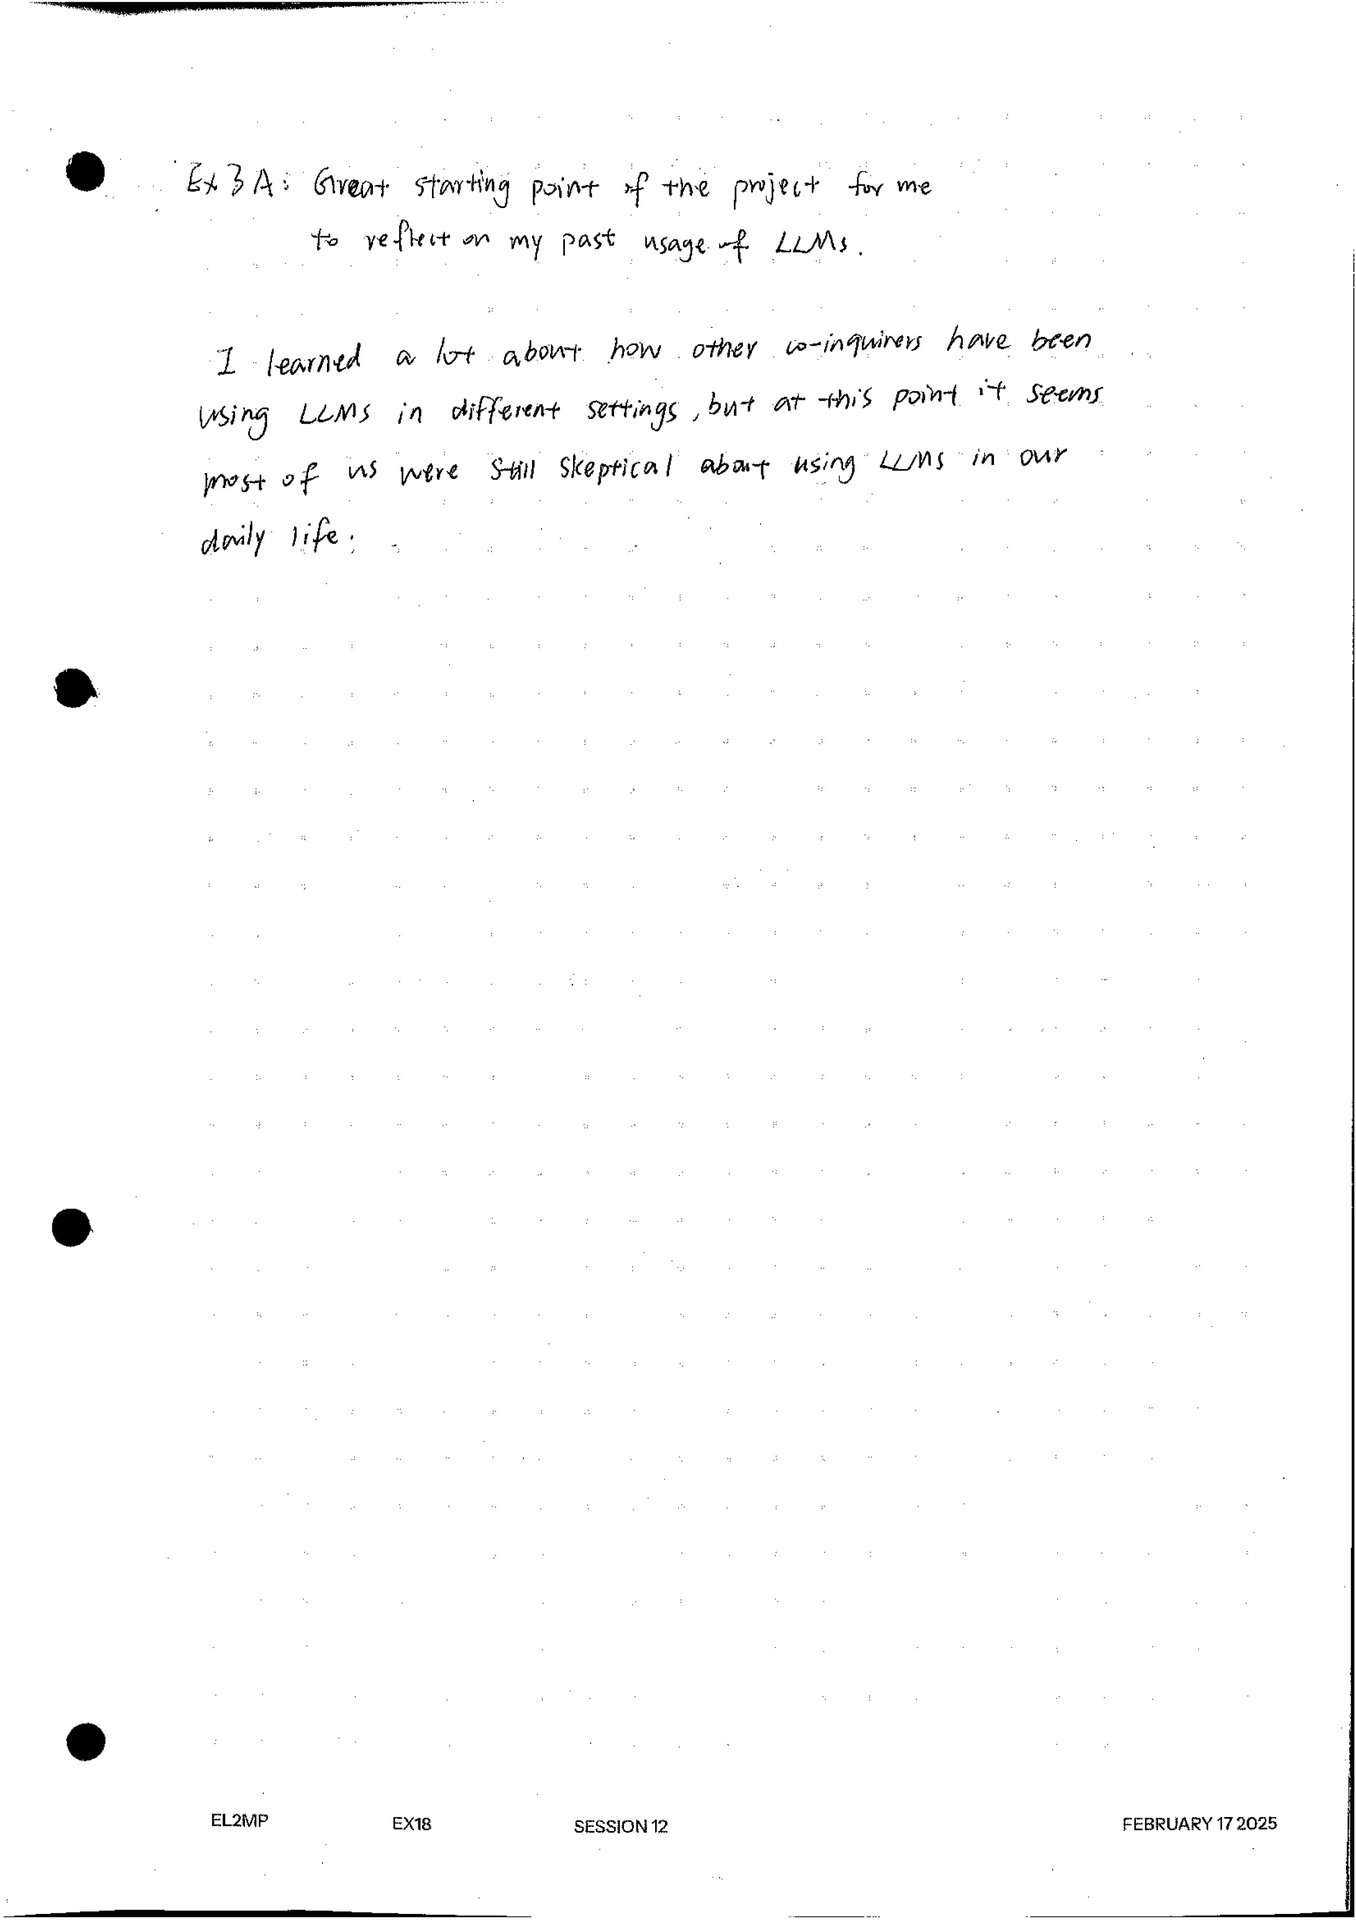 Ex 3 A: Great starting point of the project for me
to reflect on my past usage of LLMs.
I learned a lot about how other co-inquirers have been
using LLMs in different settings, but at this point it seems
most of us were still skeptical about using LLMs in our
daily life.
EL2MP EX18 SESSION 12 FEBRUARY 17 2025